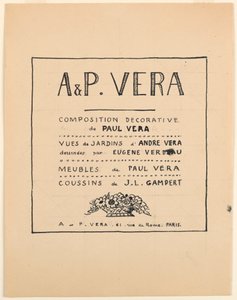 A & P. VERA
COMPOSITION DECORATIVE
de PAUL VERA
VUES de JARDINS d'ANDRE VERA
dessinées par EUGENE VERMAU
MEUBLES de PAUL VERA
COUSSINS de J.L. GAMPERT
A et P. VERA . 61 . rue de Rome. PARIS.